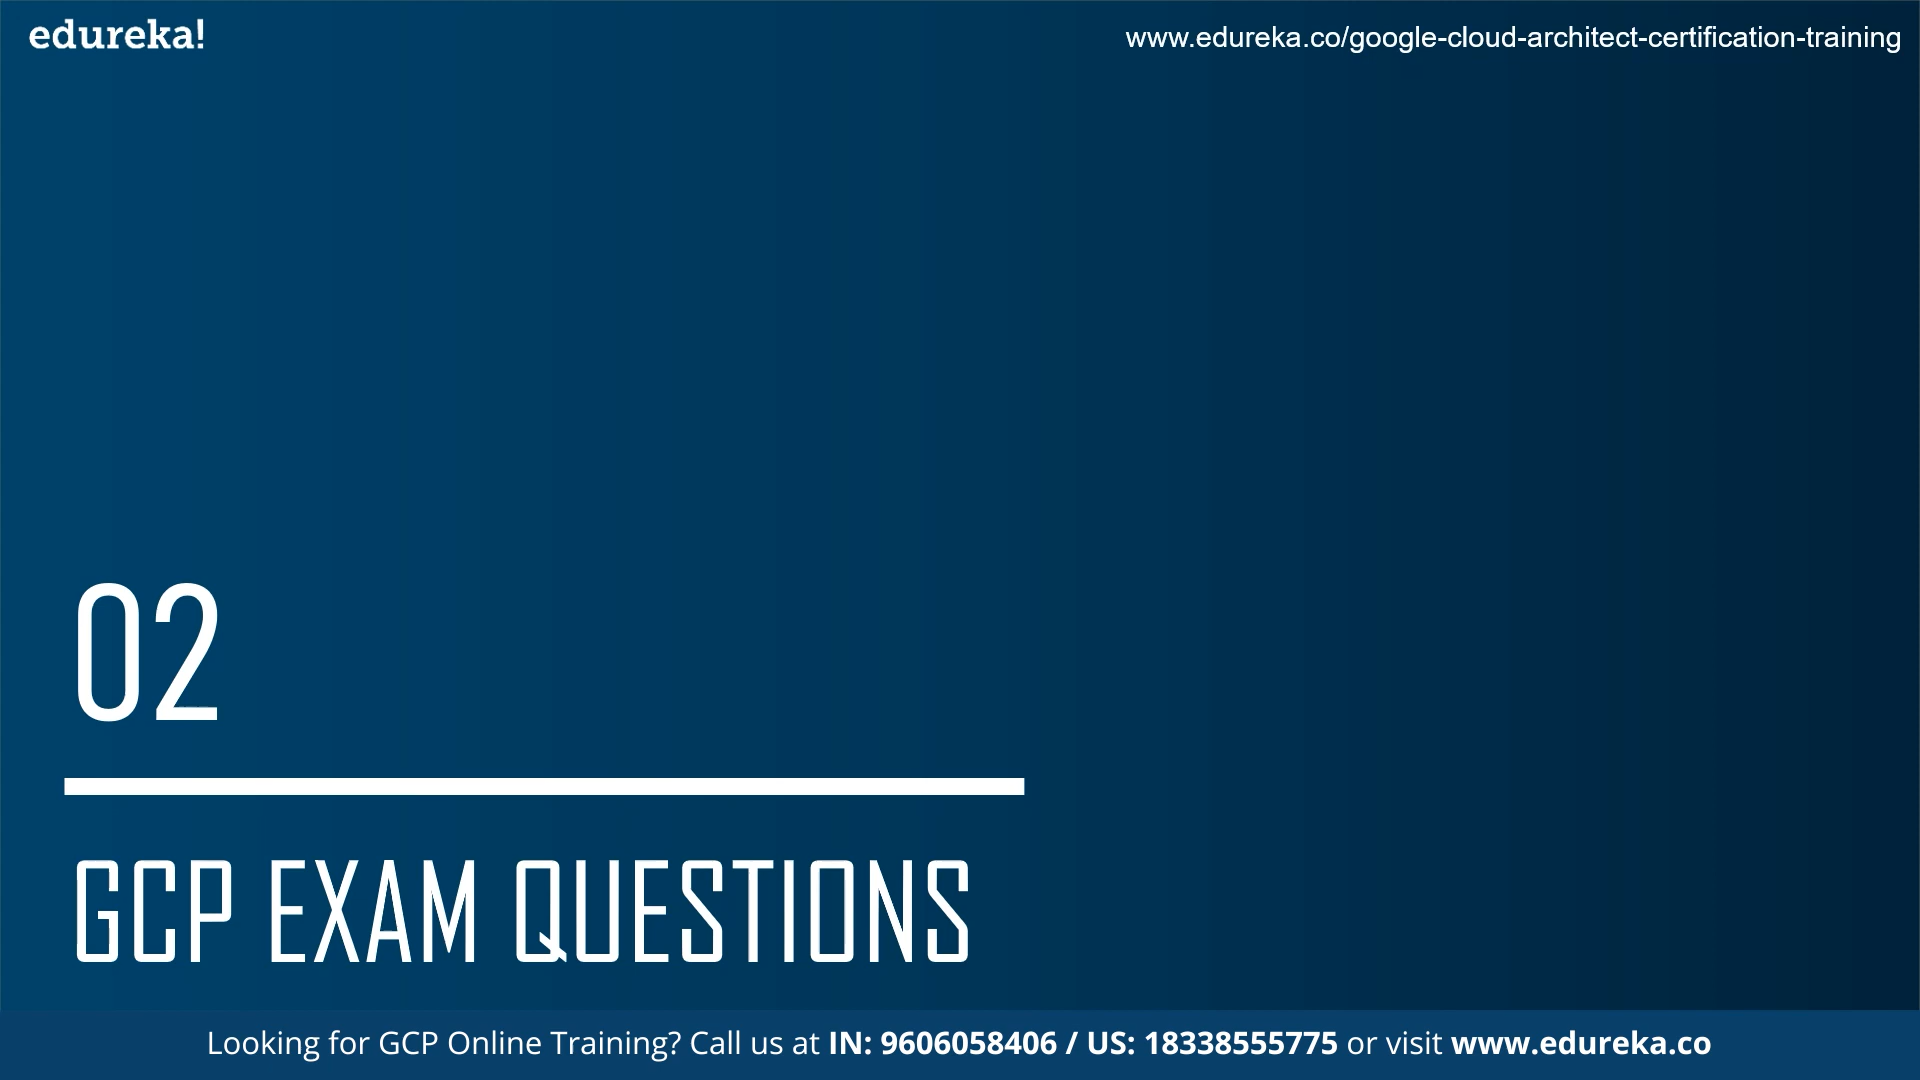 edureka!
www.edureka.co/google-cloud-architect-certification-training
02
GCP EXAM QUESTIONS
Looking for GCP Online Training? Call us at IN: 9606058406 / US: 18338555775 or visit www.edureka.co